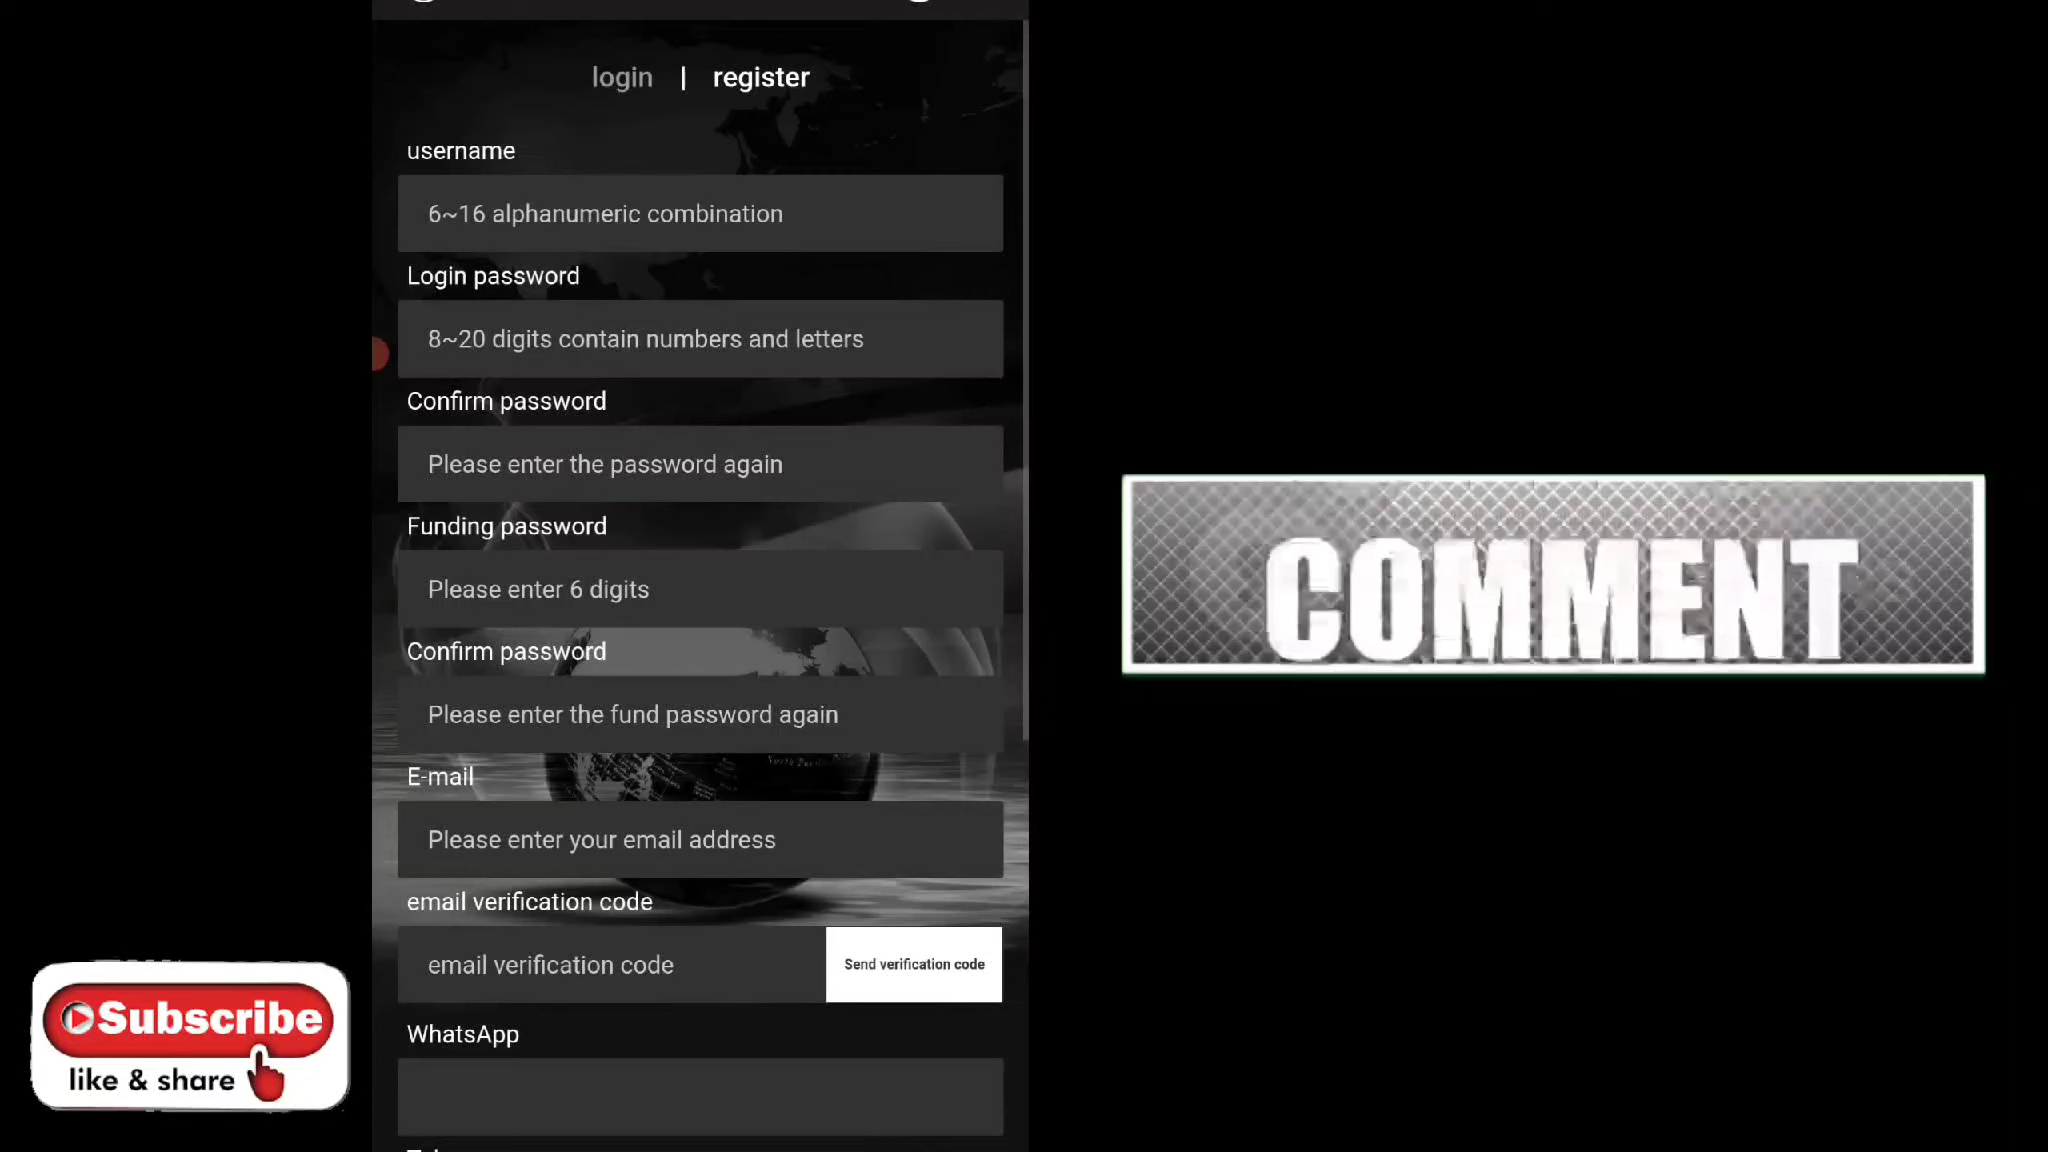 login | register
username
6~16 alphanumeric combination
Login password
8~20 digits contain numbers and letters
Confirm password
Please enter the password again
Funding password
Please enter 6 digits
Confirm password
Please enter the fund password again
E-mail
Please enter your email address
email verification code
email verification code
Send verification code
WhatsApp
COMMENT
Subscribe
like & share